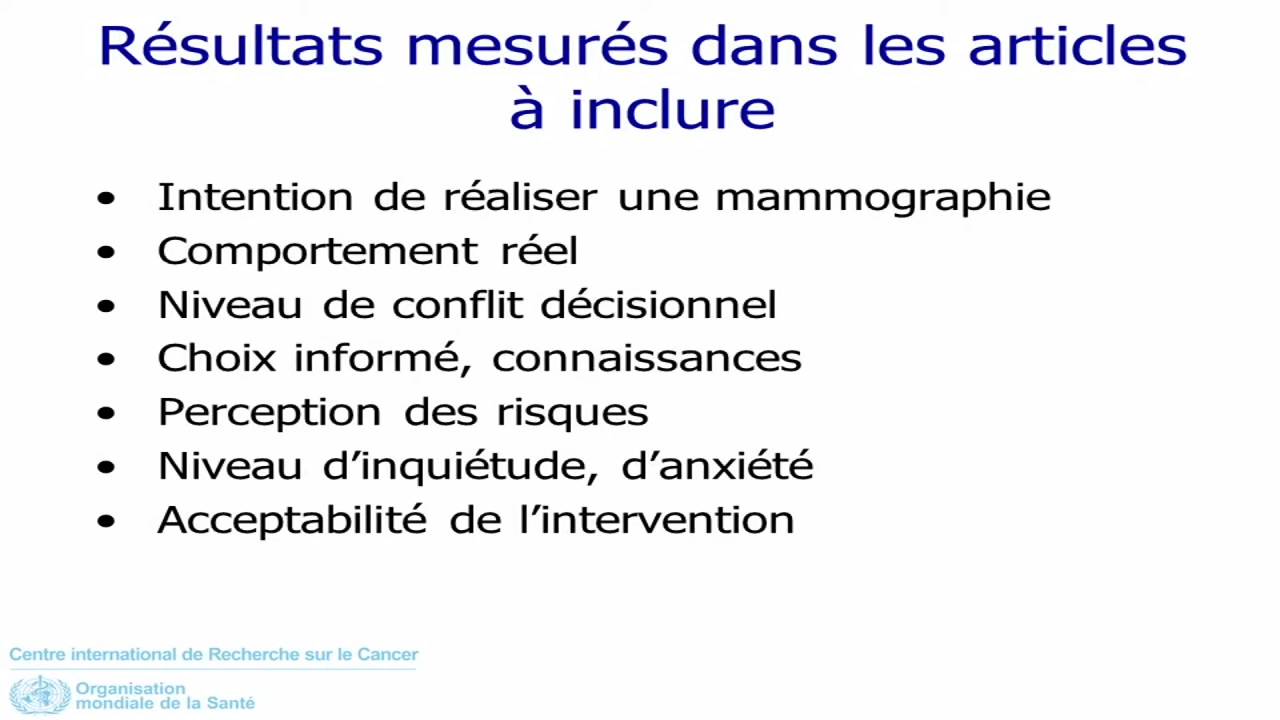 Résultats mesurés dans les articles
à inclure
• Intention de réaliser une mammographie
• Comportement réel
• Niveau de conflit décisionnel
• Choix informé, connaissances
• Perception des risques
• Niveau d’inquiétude, d’anxiété
• Acceptabilité de l’intervention
Centre international de Recherche sur le Cancer
Organisation
mondiale de la Santé